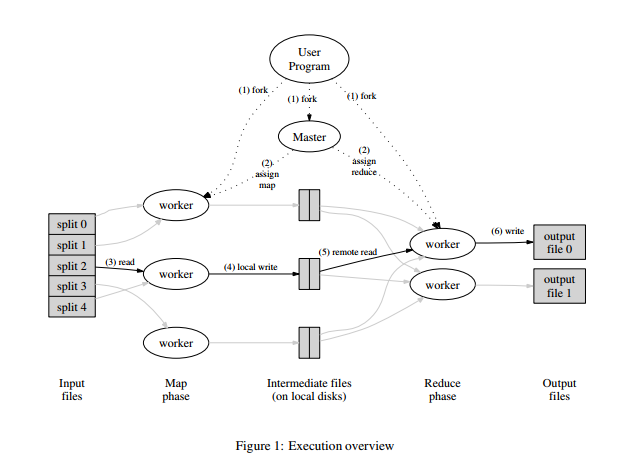 User
Program
(1) fork
(1) fork
(1) fork
Master
(2)
assign
map
(2)
assign
reduce
worker
split 0
split 1
split 2
split 3
split 4
(3) read
worker
(4) local write
(5) remote read
worker
worker
(6) write
output
file 0
worker
output
file 1
Input
files
Map
phase
Intermediate files
(on local disks)
Reduce
phase
Output
files
Figure 1: Execution overview